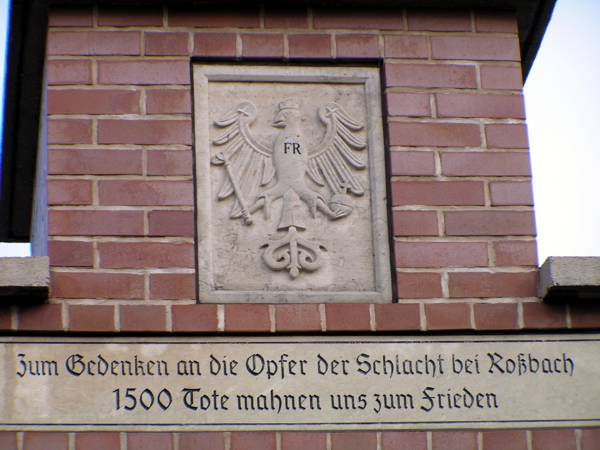 FR
Zum Gedenken an die Opfer der Schlacht bei Roßbach
1500 Tote mahnen uns zum Frieden